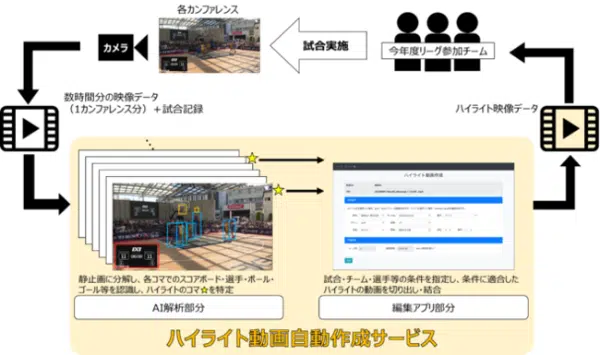 各カンファレンス
カメラ
試合実施
今年度リーグ参加チーム
数時間分の映像データ
（1カンファレンス分）＋試合記録
ハイライト映像データ
ハイライト動画作成
EXE
静止画に分解し、各コマでのスコアボード・選手・ボール・
ゴール等を認識し、ハイライトのコマ☆を特定
試合・チーム・選手等の条件を指定し、条件に適合した
ハイライトの動画を切り出し・結合
AI解析部分
編集アプリ部分
ハイライト動画自動作成サービス